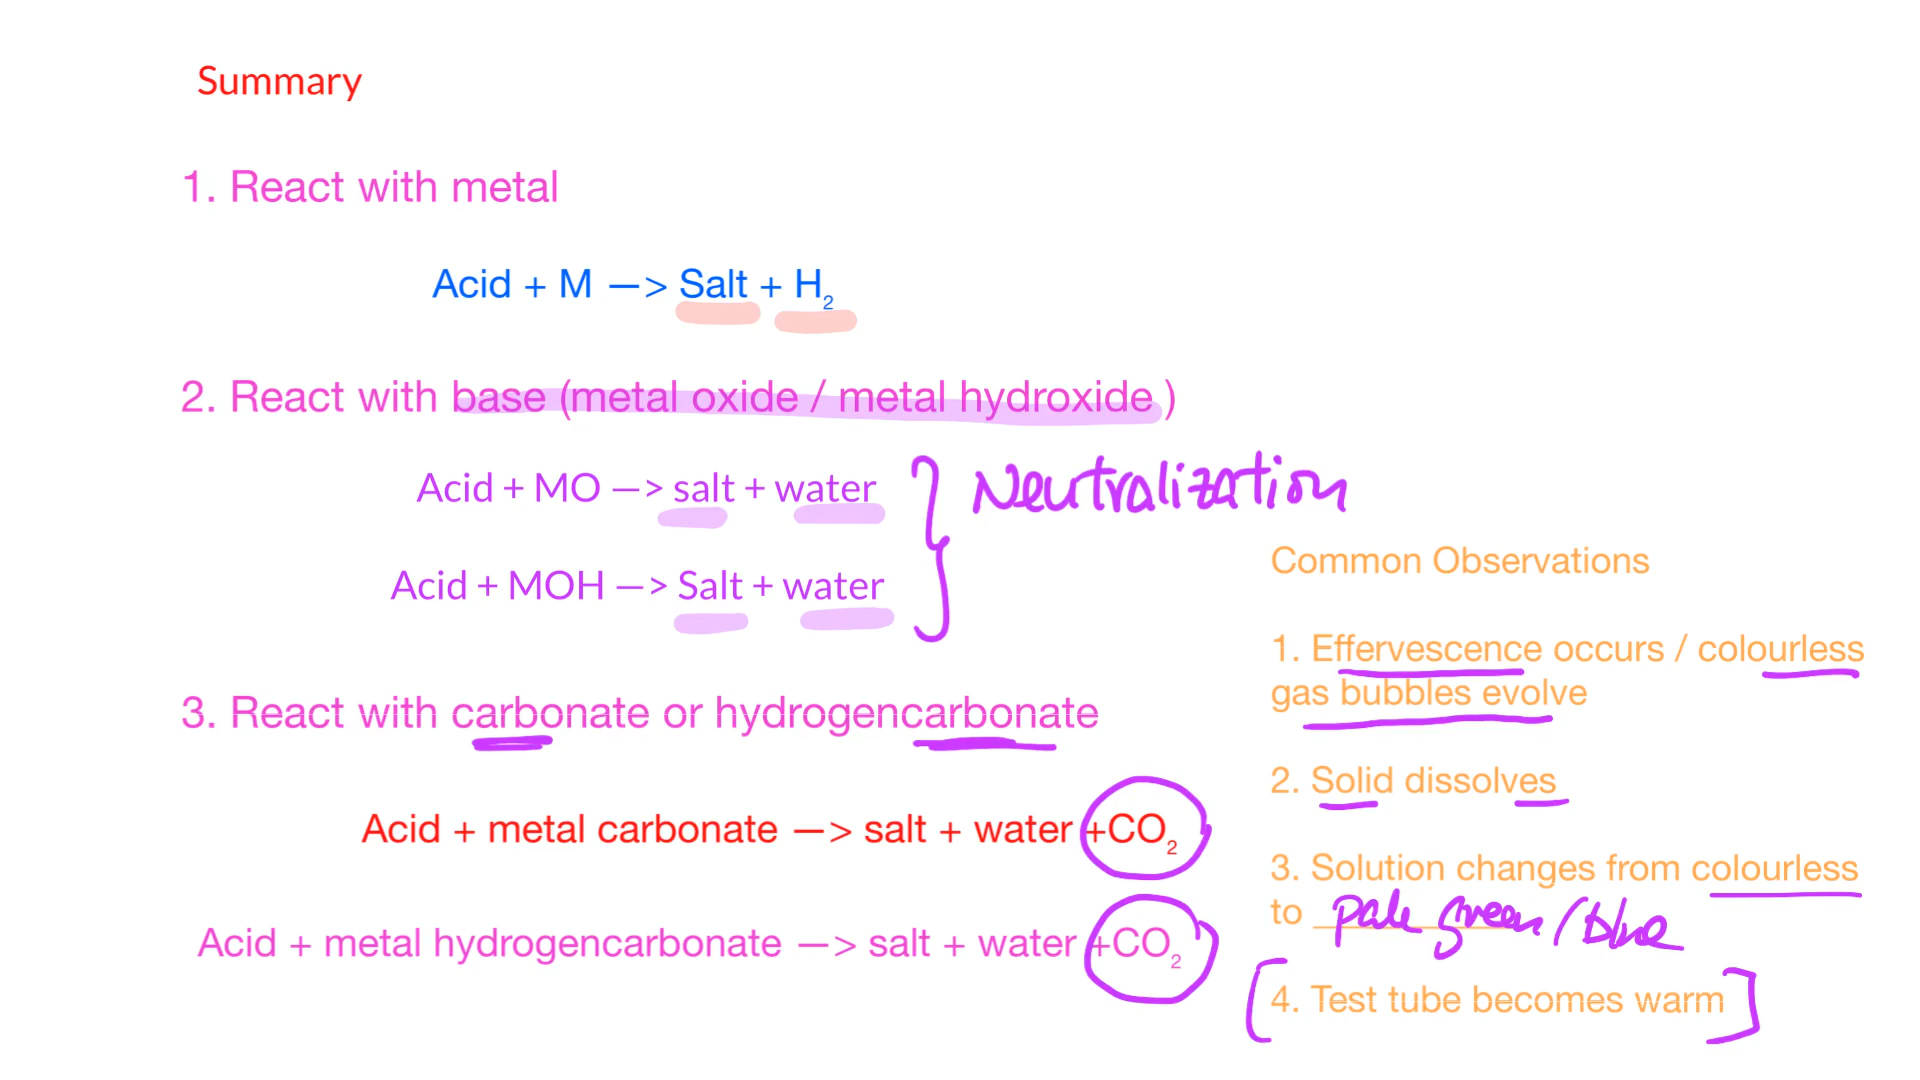 Summary
1. React with metal
Acid + M —> Salt + H₂
2. React with base (metal oxide / metal hydroxide )
Acid + MO —> salt + water
Acid + MOH —> Salt + water
Neutralization
3. React with carbonate or hydrogencarbonate
Acid + metal carbonate —> salt + water +CO₂
Acid + metal hydrogencarbonate —> salt + water +CO₂
Common Observations
1. Effervescence occurs / colourless
gas bubbles evolve
2. Solid dissolves
3. Solution changes from colourless
to pale green / blue
[4. Test tube becomes warm]